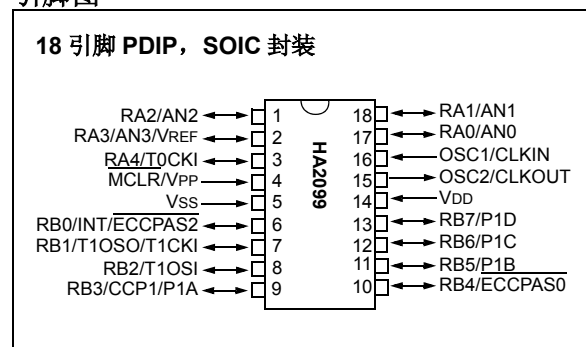 引脚图
18 引脚 PDIP，SOIC 封装
RA2/AN2 1 18 RA1/AN1
RA3/AN3/VREF 2 17 RA0/AN0
RA4/T0CKI 3 16 OSC1/CLKIN
MCLR/VPP 4 15 OSC2/CLKOUT
VSS 5 14 VDD
RB0/INT/ECCPAS2 6 13 RB7/P1D
RB1/T1OSO/T1CKI 7 12 RB6/P1C
RB2/T1OSI 8 11 RB5/P1B
RB3/CCP1/P1A 9 10 RB4/ECCPAS0
HA2099